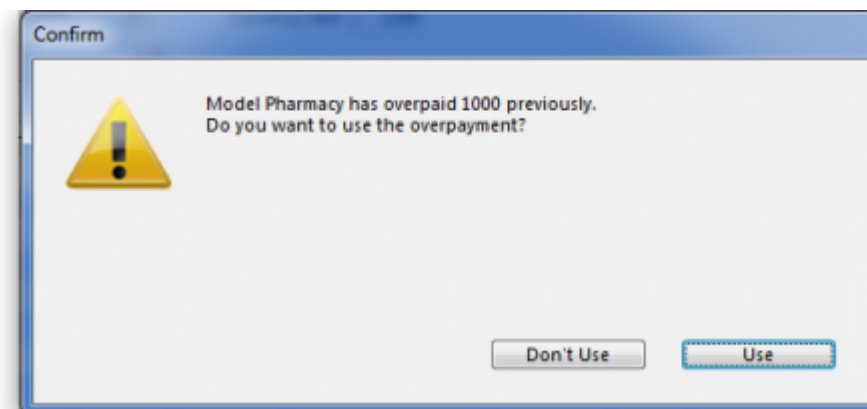 Confirm
Model Pharmacy has overpaid 1000 previously.
Do you want to use the overpayment?
Don't Use
Use